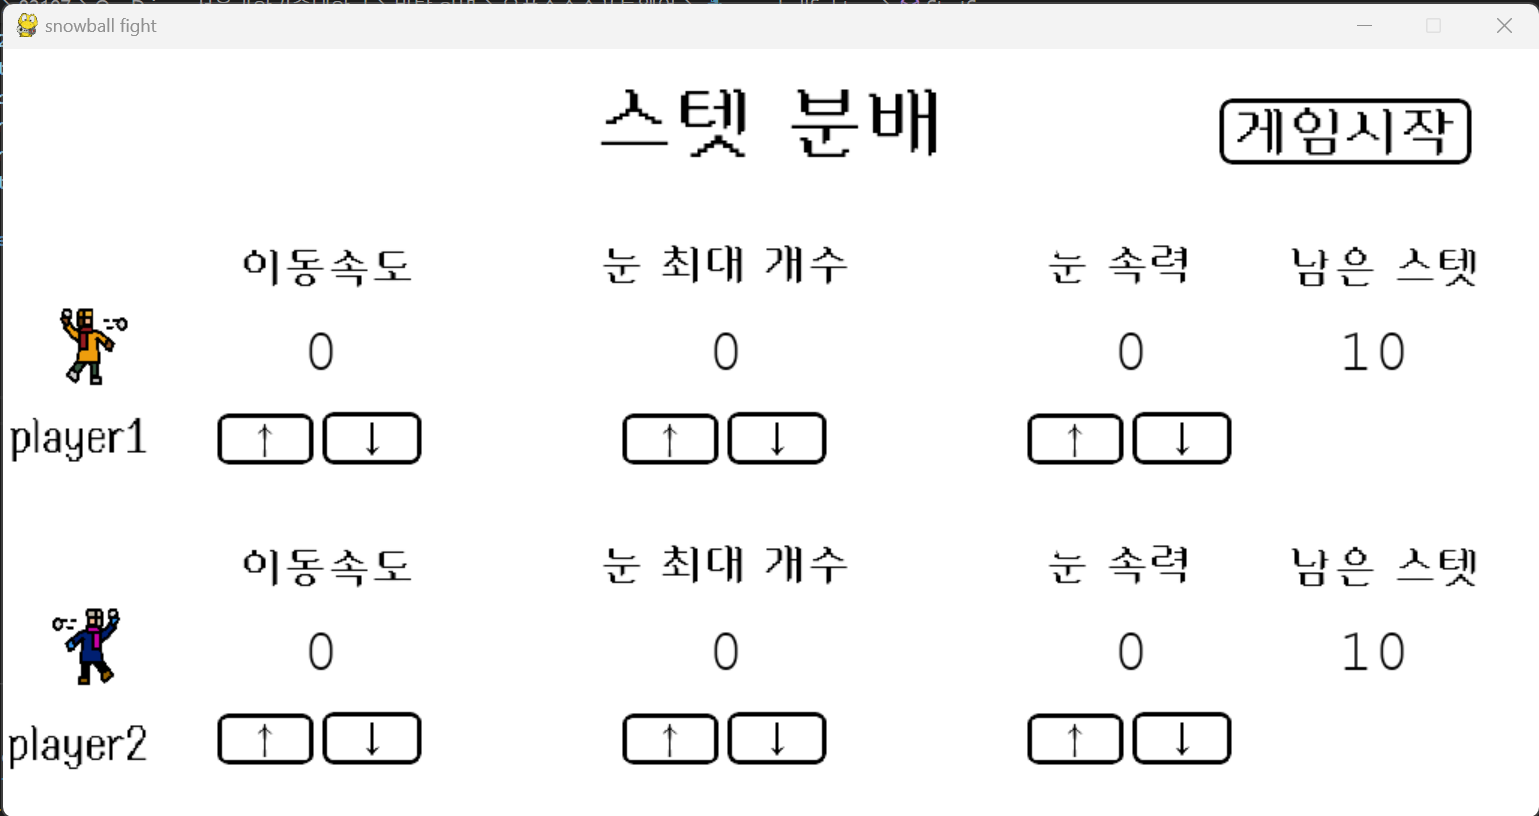 snowball fight
스텟 분배
게임시작
이동속도 눈 최대 개수 눈 속력 남은 스텟
0 0 0 10
player1 ↑ ↓ ↑ ↓ ↑ ↓
이동속도 눈 최대 개수 눈 속력 남은 스텟
0 0 0 10
player2 ↑ ↓ ↑ ↓ ↑ ↓